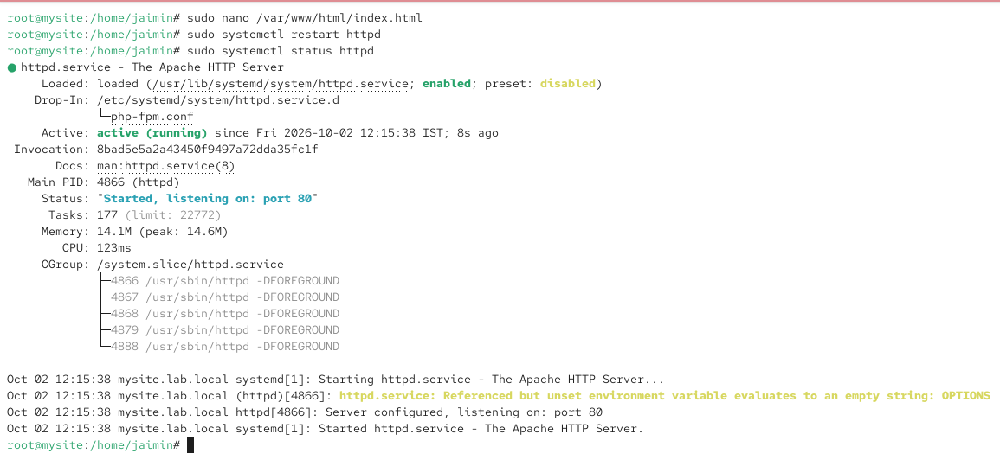 root@mysite:/home/jaimin# sudo nano /var/www/html/index.html
root@mysite:/home/jaimin# sudo systemctl restart httpd
root@mysite:/home/jaimin# sudo systemctl status httpd
● httpd.service - The Apache HTTP Server
     Loaded: loaded (/usr/lib/systemd/system/httpd.service; enabled; preset: disabled)
    Drop-In: /etc/systemd/system/httpd.service.d
             └─php-fpm.conf
     Active: active (running) since Fri 2026-10-02 12:15:38 IST; 8s ago
 Invocation: 8bad5e5a2a43450f9497a72dda35fc1f
       Docs: man:httpd.service(8)
   Main PID: 4866 (httpd)
     Status: "Started, listening on: port 80"
      Tasks: 177 (limit: 22772)
     Memory: 14.1M (peak: 14.6M)
        CPU: 123ms
     CGroup: /system.slice/httpd.service
             ├─4866 /usr/sbin/httpd -DFOREGROUND
             ├─4867 /usr/sbin/httpd -DFOREGROUND
             ├─4868 /usr/sbin/httpd -DFOREGROUND
             ├─4879 /usr/sbin/httpd -DFOREGROUND
             └─4888 /usr/sbin/httpd -DFOREGROUND

Oct 02 12:15:38 mysite.lab.local systemd[1]: Starting httpd.service - The Apache HTTP Server...
Oct 02 12:15:38 mysite.lab.local (httpd)[4866]: httpd.service: Referenced but unset environment variable evaluates to an empty string: OPTIONS
Oct 02 12:15:38 mysite.lab.local httpd[4866]: Server configured, listening on: port 80
Oct 02 12:15:38 mysite.lab.local systemd[1]: Started httpd.service - The Apache HTTP Server.
root@mysite:/home/jaimin#